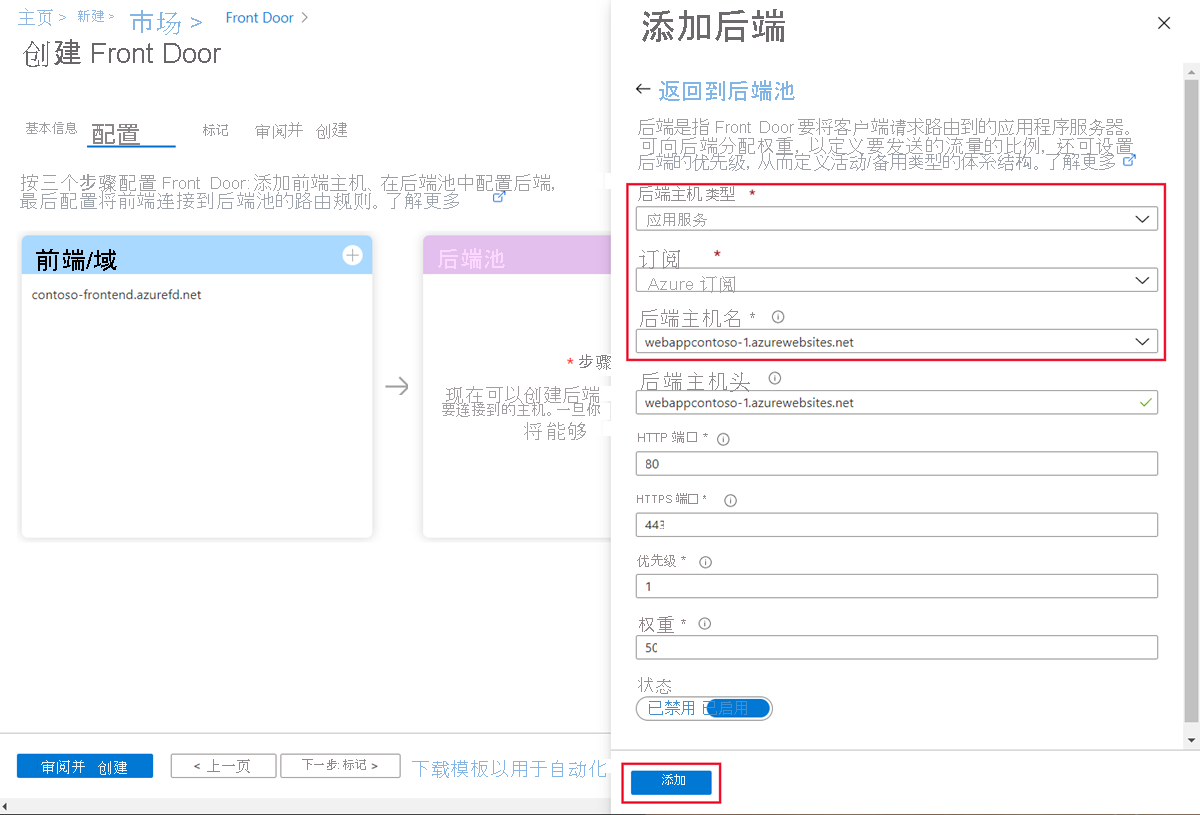 主页 > 新建 > 市场 > Front Door >
创建 Front Door
基本信息 配置 标记 审阅并 创建
按三个步骤配置 Front Door: 添加前端主机、在后端池中配置后端,
最后配置将前端连接到后端池的路由规则。了解更多
前端/域
contoso-frontend.azurefd.net
后端池
* 步骤
现在可以创建后端
要连接到的主机。一旦你
将能够
审阅并 创建 < 上一页 下一步: 标记 > 下载模板以用于自动化
添加后端
← 返回到后端池
后端是指 Front Door 要将客户端请求路由到的应用程序服务器。
可向后端分配权重, 以定义要发送的流量的比例, 还可设置
后端的优先级, 从而定义活动/备用类型的体系结构。了解更多
后端主机类型 *
应用服务
订阅 *
Azure 订阅
后端主机名 *
webappcontoso-1.azurewebsites.net
后端主机头
webappcontoso-1.azurewebsites.net
HTTP 端口 *
80
HTTPS 端口 *
443
优先级 *
1
权重 *
50
状态
已禁用 已启用
添加